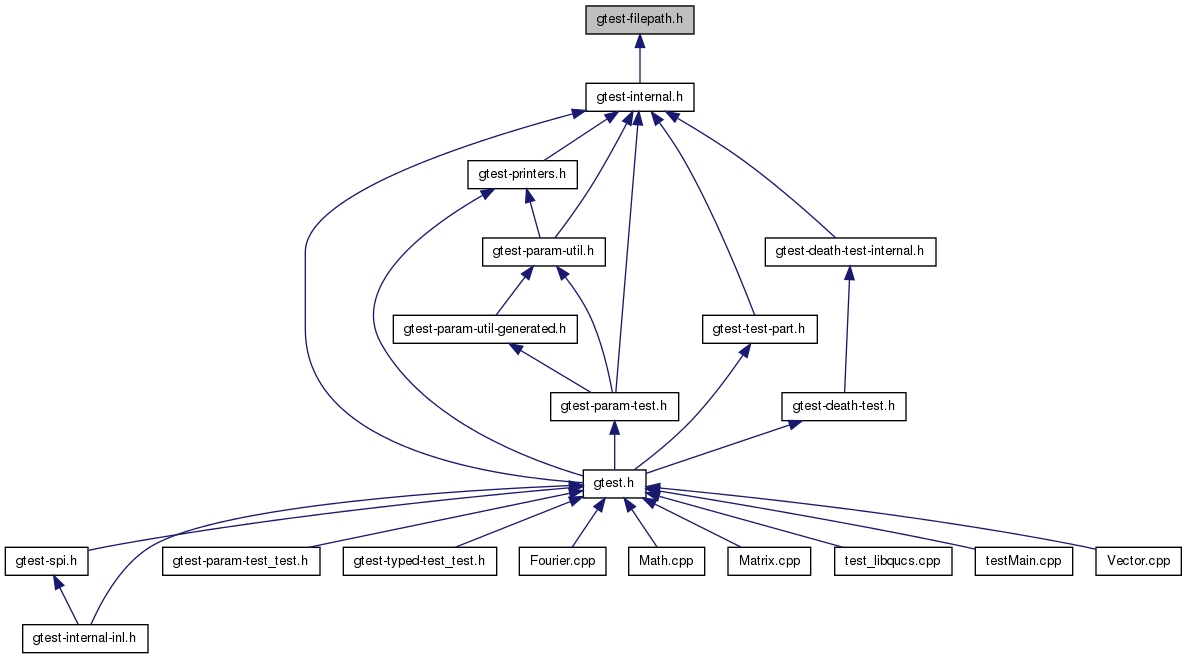 gtest-filepath.h
gtest-internal.h
gtest-printers.h
gtest-param-util.h
gtest-death-test-internal.h
gtest-param-util-generated.h
gtest-test-part.h
gtest-param-test.h
gtest-death-test.h
gtest.h
gtest-spi.h
gtest-param-test_test.h
gtest-typed-test_test.h
Fourier.cpp
Math.cpp
Matrix.cpp
test_libqucs.cpp
testMain.cpp
Vector.cpp
gtest-internal-inl.h